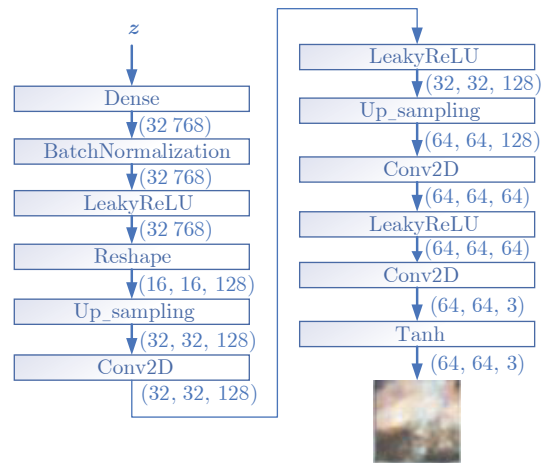 z
Dense
(32 768)
BatchNormalization
(32 768)
LeakyReLU
(32 768)
Reshape
(16, 16, 128)
Up_sampling
(32, 32, 128)
Conv2D
(32, 32, 128)
LeakyReLU
(32, 32, 128)
Up_sampling
(64, 64, 128)
Conv2D
(64, 64, 64)
LeakyReLU
(64, 64, 64)
Conv2D
(64, 64, 3)
Tanh
(64, 64, 3)